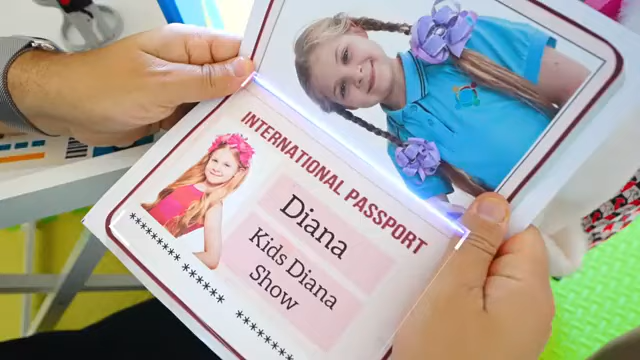 INTERNATIONAL PASSPORT
Diana
Kids Diana
Show
************
********